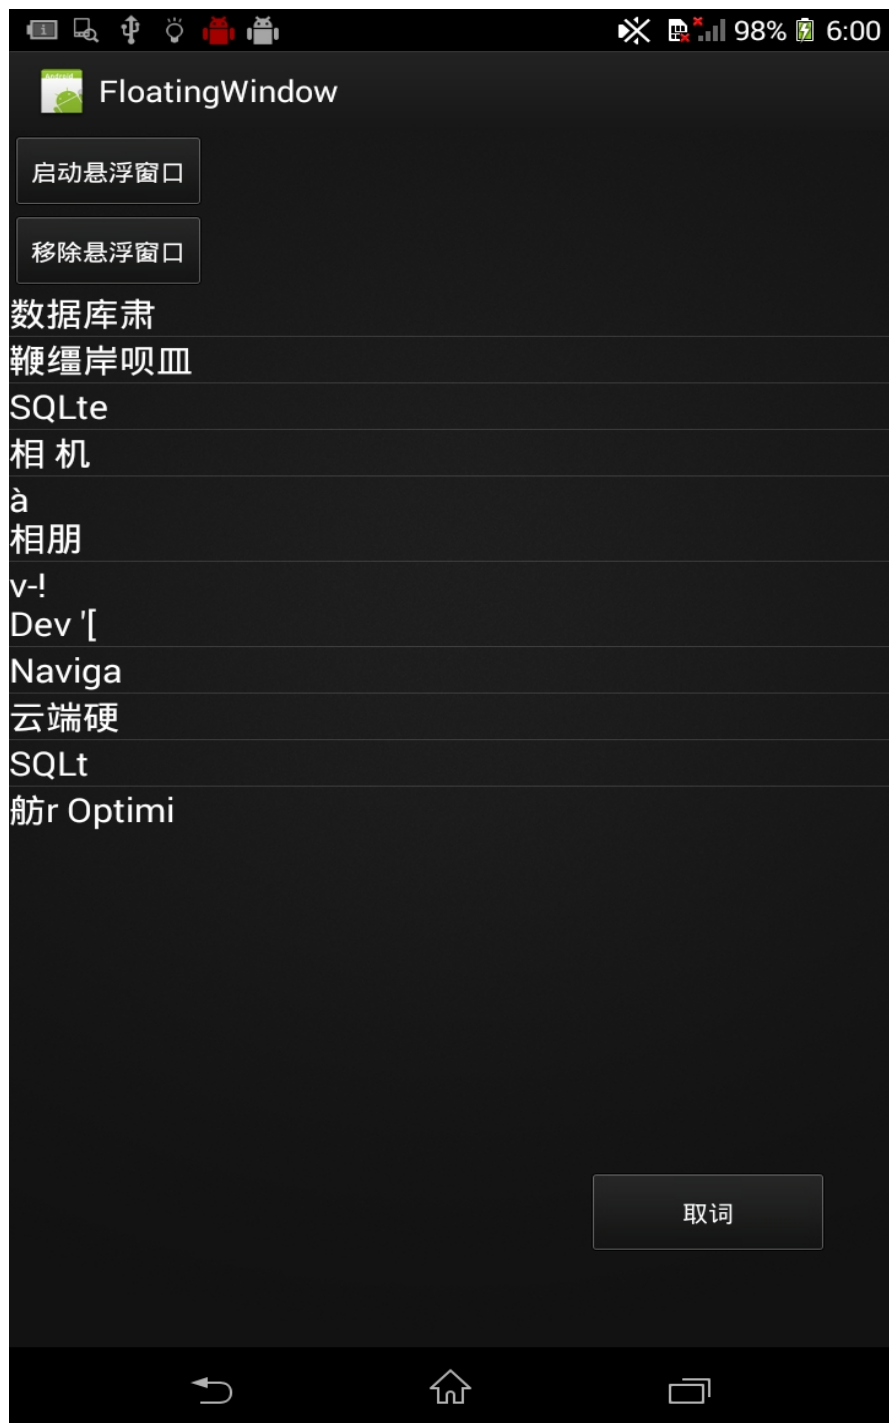 98% 6:00
Android
FloatingWindow
启动悬浮窗口
移除悬浮窗口
数据库肃
鞭缰岸呗皿
SQLte
相 机
à
相朋
v-!
Dev '[
Naviga
云端硬
SQLt
舫r Optimi
取词